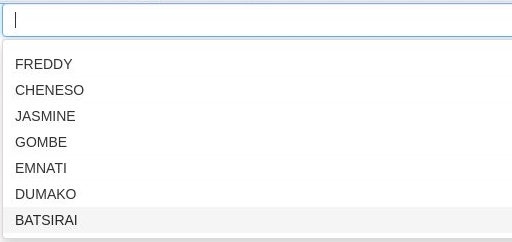 FREDDY
CHENESO
JASMINE
GOMBE
EMNATI
DUMAKO
BATSIRAI